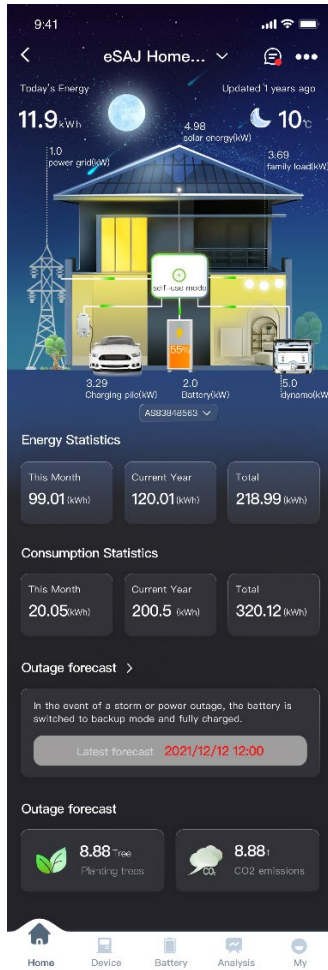 9:41
eSAJ Home...
Today's Energy
Updated 1 years ago
11.9 kWh
10℃
4.98
solar energy(kW)
1.0
power grid(kW)
3.69
family load(kW)
self-use mode
55%
3.29
Charging pile(kW)
2.0
Battery(kW)
5.0
dynamo(kW
AS83848563
Energy Statistics
This Month
99.01 (kWh)
Current Year
120.01 (kWh)
Total
218.99 (kWh)
Consumption Statistics
This Month
20.05(kWh)
Current Year
200.5 (kWh)
Total
320.12 (kWh)
Outage forecast >
In the event of a storm or power outage, the battery is
switched to backup mode and fully charged.
Latest forecast 2021/12/12 12:00
Outage forecast
8.88 Tree
Planting trees
CO₂
8.88t
CO2 emissions
Home
Device
Battery
Analysis
My